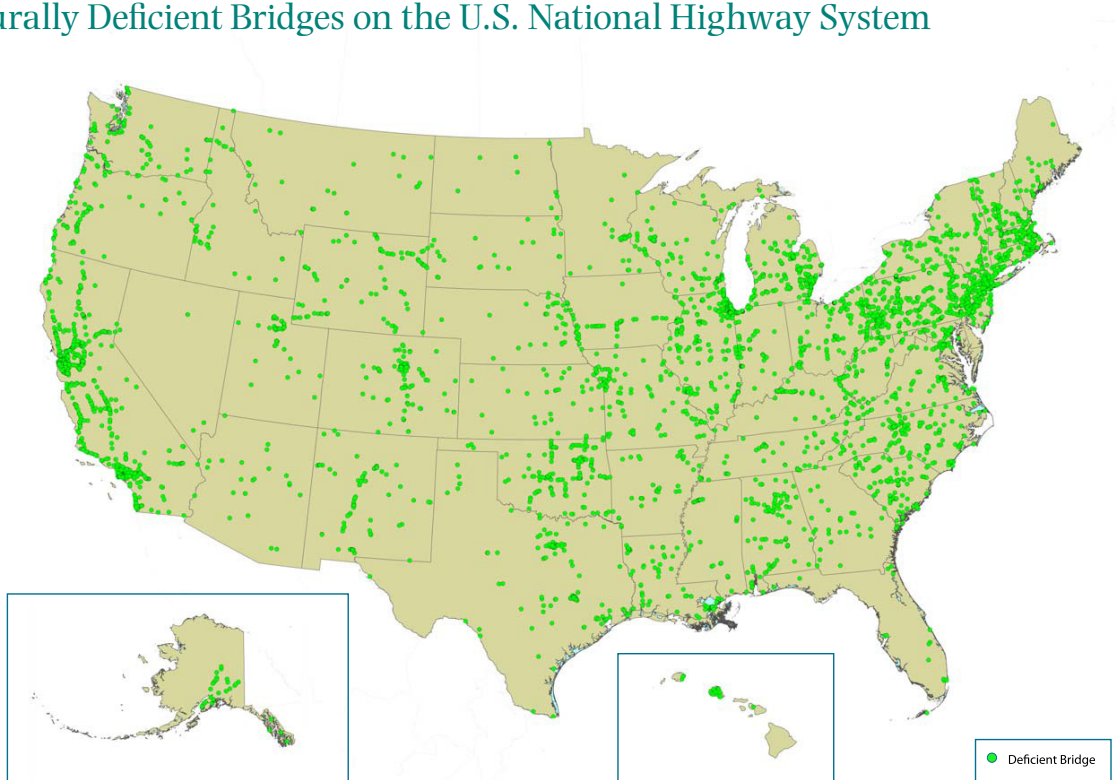 urally Deficient Bridges on the U.S. National Highway System
Deficient Bridge